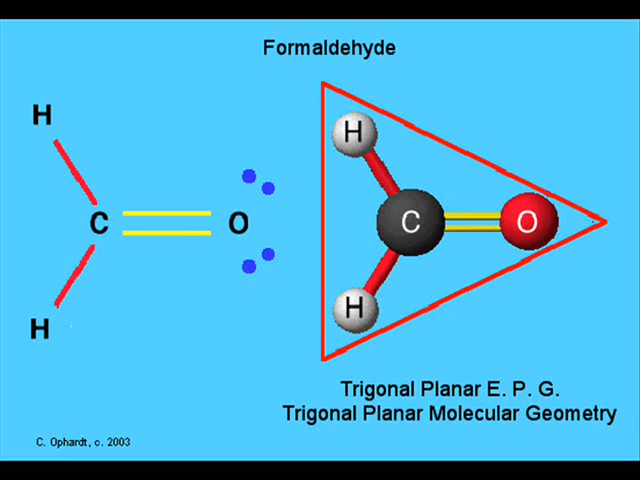 Formaldehyde
H
C
O
H
H
C
O
H
Trigonal Planar E. P. G.
Trigonal Planar Molecular Geometry
C. Ophardt, c. 2003